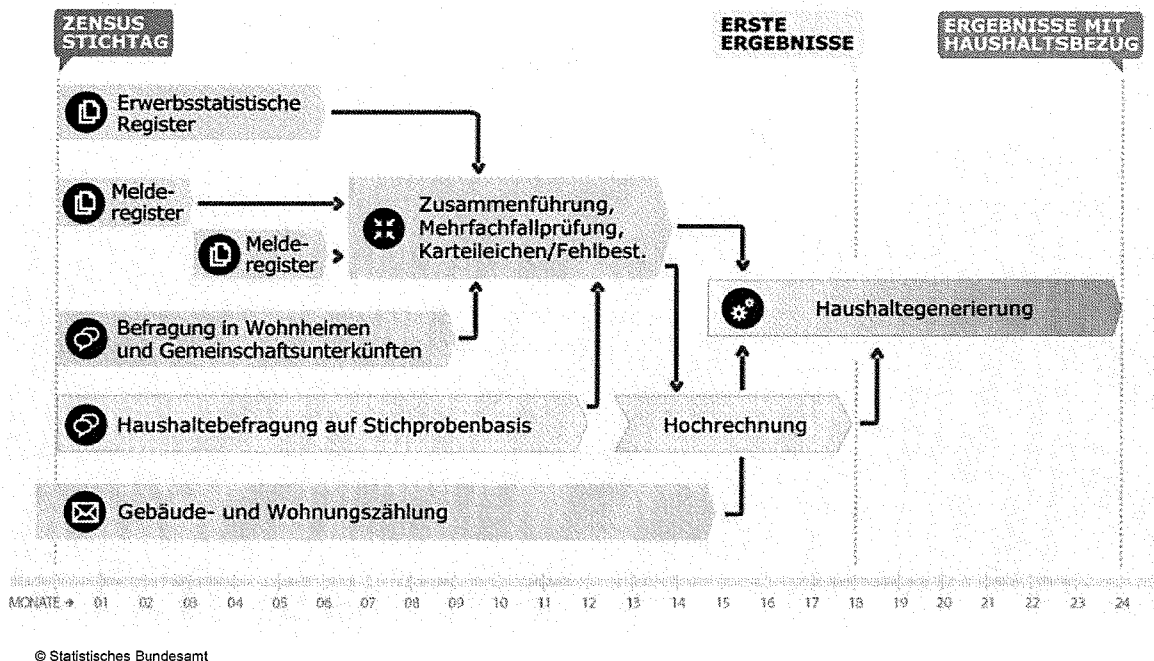 ZENSUS
STICHTAG
ERSTE
ERGEBNISSE
ERGEBNISSE MIT
HAUSHALTSBEZUG
Erwerbsstatistische
Register
Melde-
register
Melde-
register
Zusammenführung,
Mehrfachfallprüfung,
Karteileichen/Fehlbest.
Befragung in Wohnheimen
und Gemeinschaftsunterkünften
Haushaltegenerierung
Haushaltebefragung auf Stichprobenbasis
Hochrechnung
Gebäude- und Wohnungszählung
MONATE → 01 02 03 04 05 06 07 08 09 10 11 12 13 14 15 16 17 18 19 20 21 22 23 24
© Statistisches Bundesamt